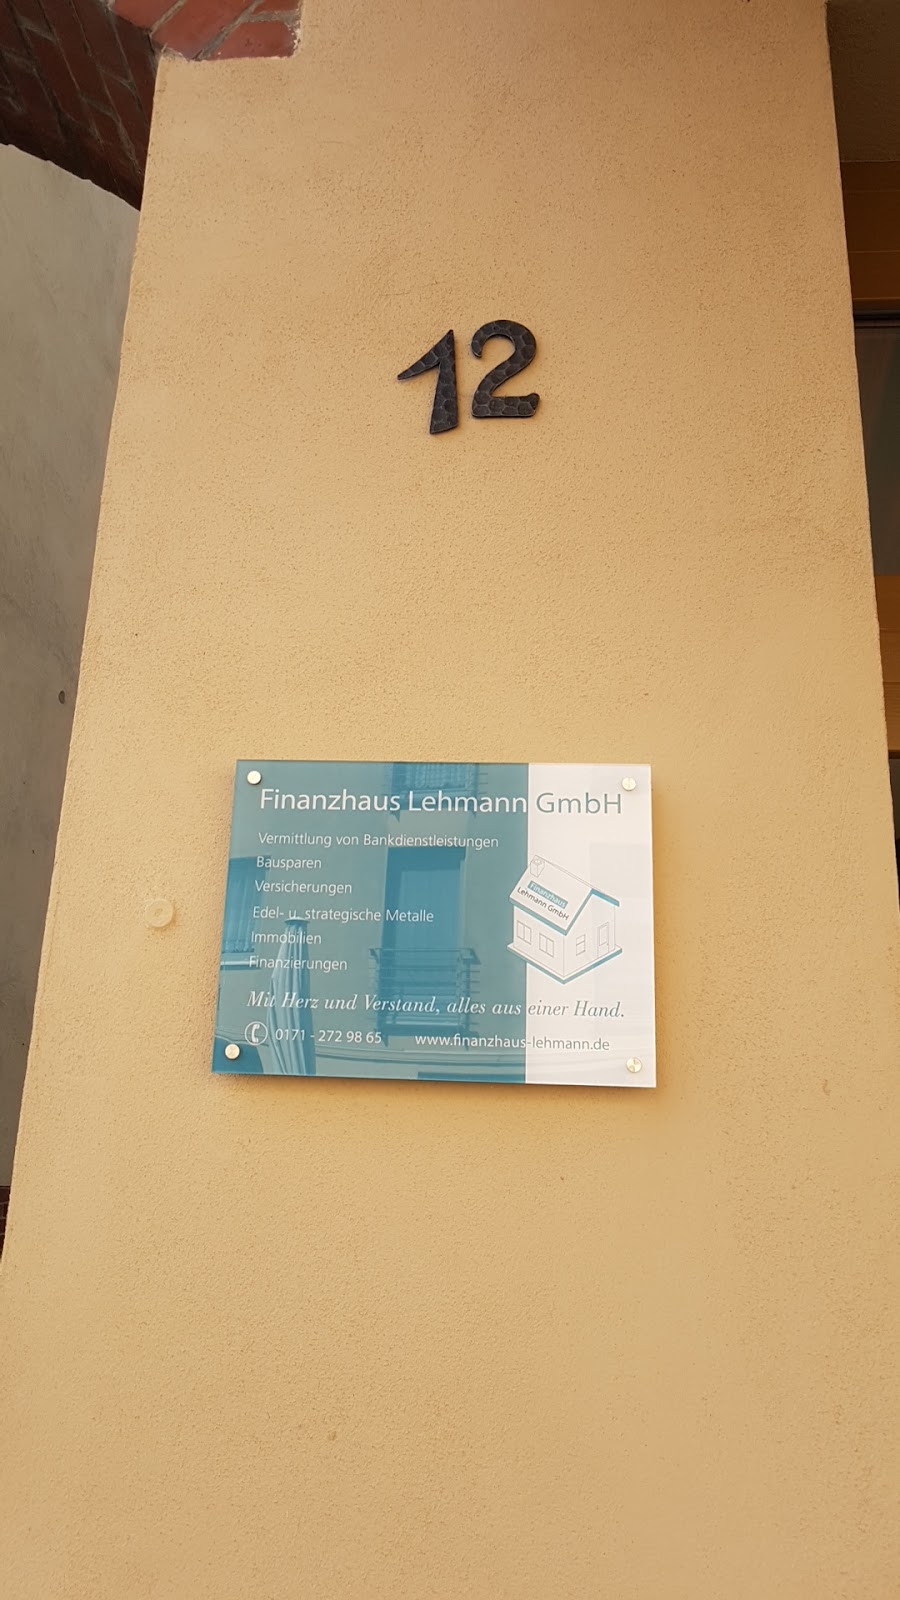 12
Finanzhaus Lehmann GmbH
Vermittlung von Bankdienstleistungen
Bausparen
Versicherungen
Edel- u. strategische Metalle
Immobilien
Finanzierungen
Finanzhaus
Lehmann GmbH
Mit Herz und Verstand, alles aus einer Hand.
0171 - 272 98 65 www.finanzhaus-lehmann.de